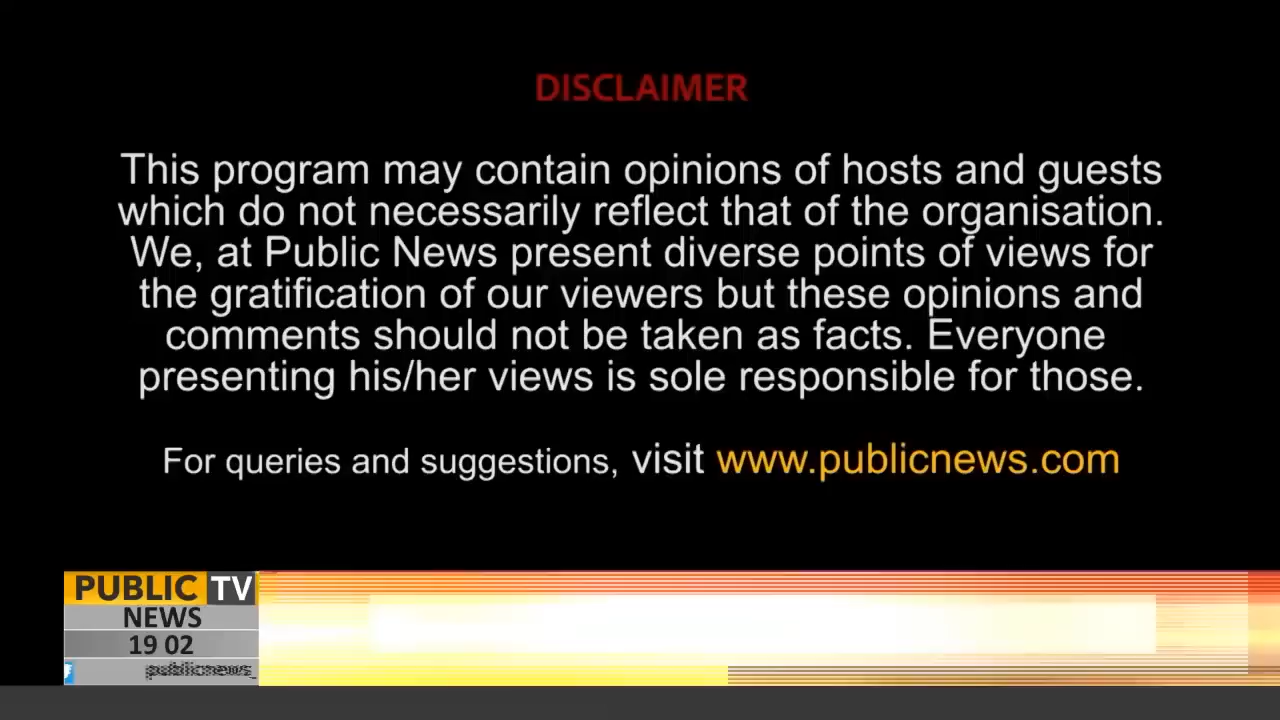 DISCLAIMER
This program may contain opinions of hosts and guests
which do not necessarily reflect that of the organisation.
We, at Public News present diverse points of views for
the gratification of our viewers but these opinions and
comments should not be taken as facts. Everyone
presenting his/her views is sole responsible for those.
For queries and suggestions, visit www.publicnews.com
PUBLIC TV
NEWS
19 02
publicnews_